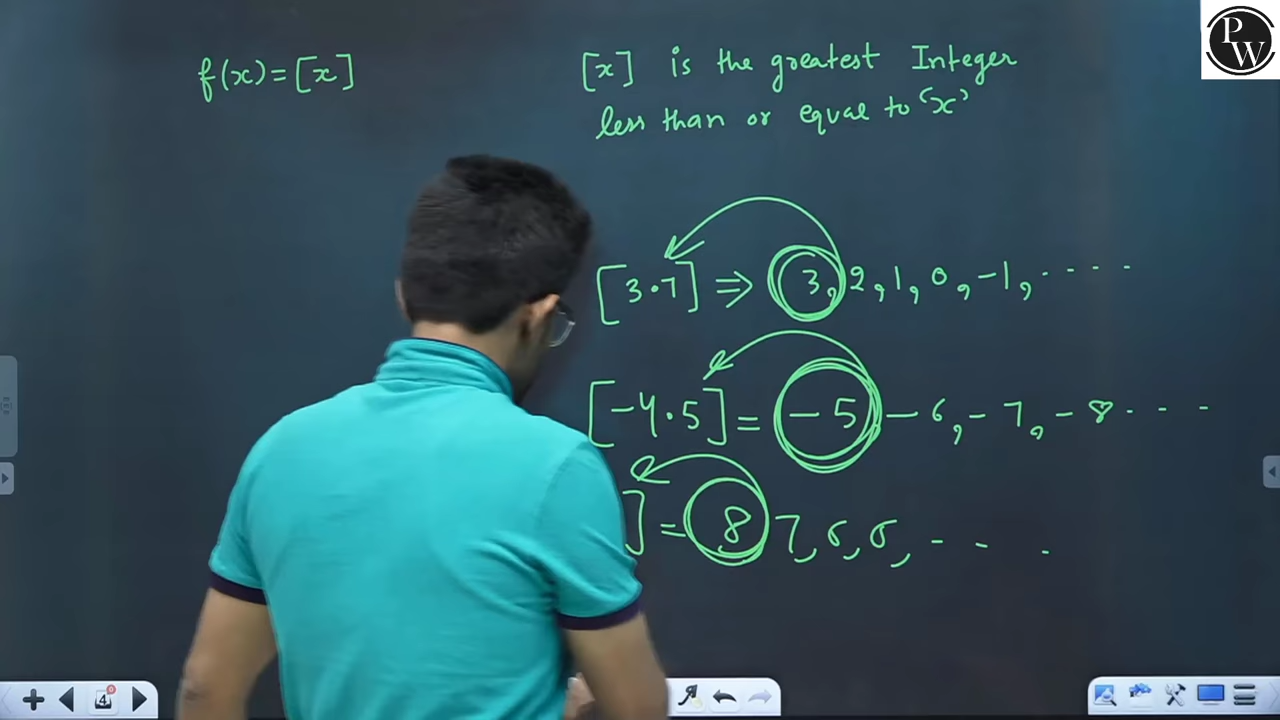 f(x)=[x]
[x] is the greatest Integer
less than or equal to 'x'
[3.7] ⇒ 3, 2, 1, 0, -1, ....
[-4.5] = -5 -6, -7, -8 ...
] = 8 7, 6, 5, - - .
PW
4